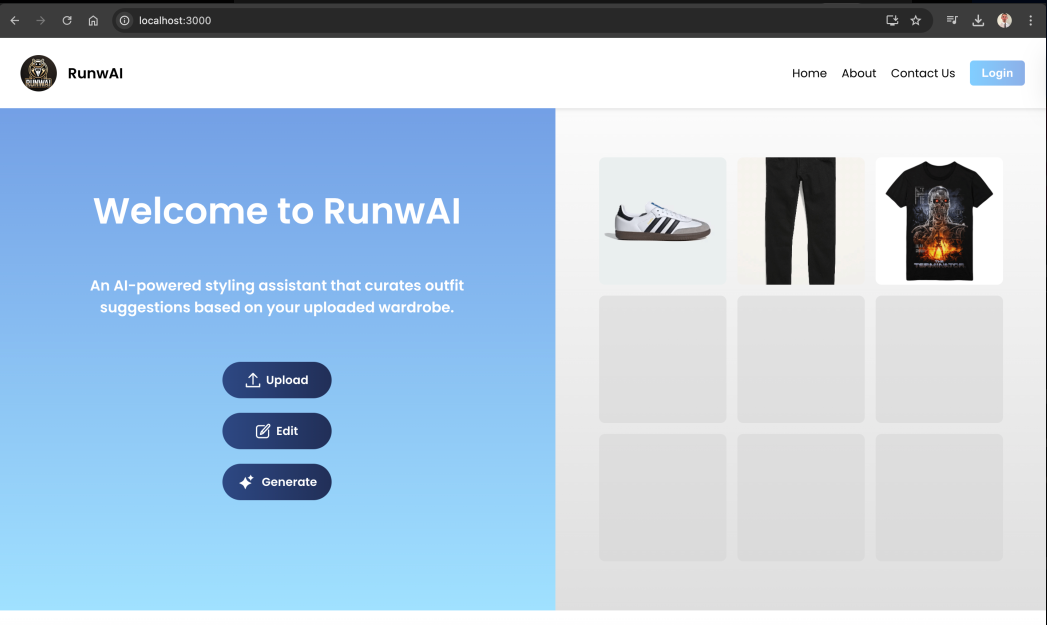 localhost:3000
RUNWAI
RunwAI
Home
About
Contact Us
Login
Welcome to RunwAI
An AI-powered styling assistant that curates outfit
suggestions based on your uploaded wardrobe.
Upload
Edit
Generate
TERMINATOR